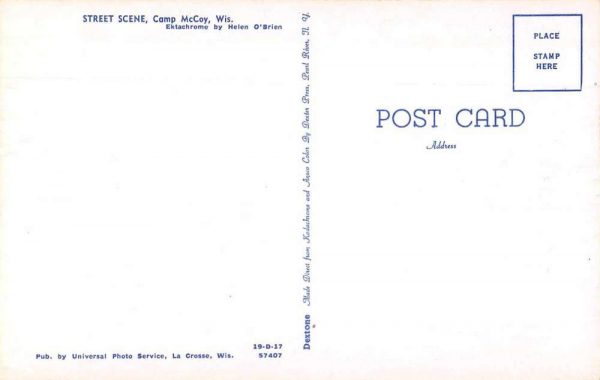 STREET SCENE, Camp McCoy, Wis.
Ektachrome by Helen O'Brien
PLACE
STAMP
HERE
POST CARD
Address
Dextone Made Direct from Kodachrome and Ansco Color By Dexter Press, Pearl River, N. Y.
19-D-17
Pub. by Universal Photo Service, La Crosse, Wis. 57407